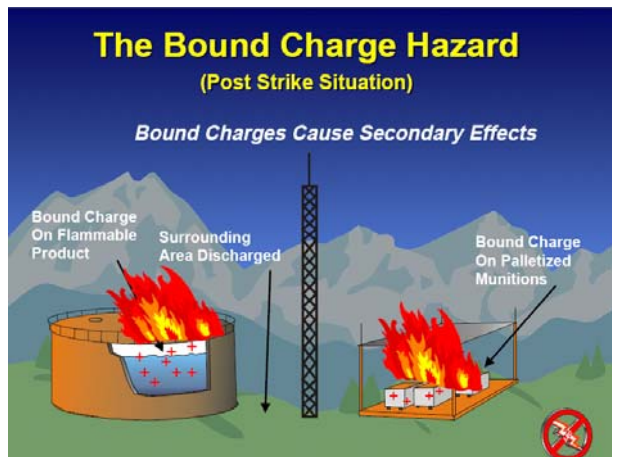 The Bound Charge Hazard
(Post Strike Situation)
Bound Charges Cause Secondary Effects
Bound Charge
On Flammable
Product
Surrounding
Area Discharged
Bound Charge
On Palletized
Munitions